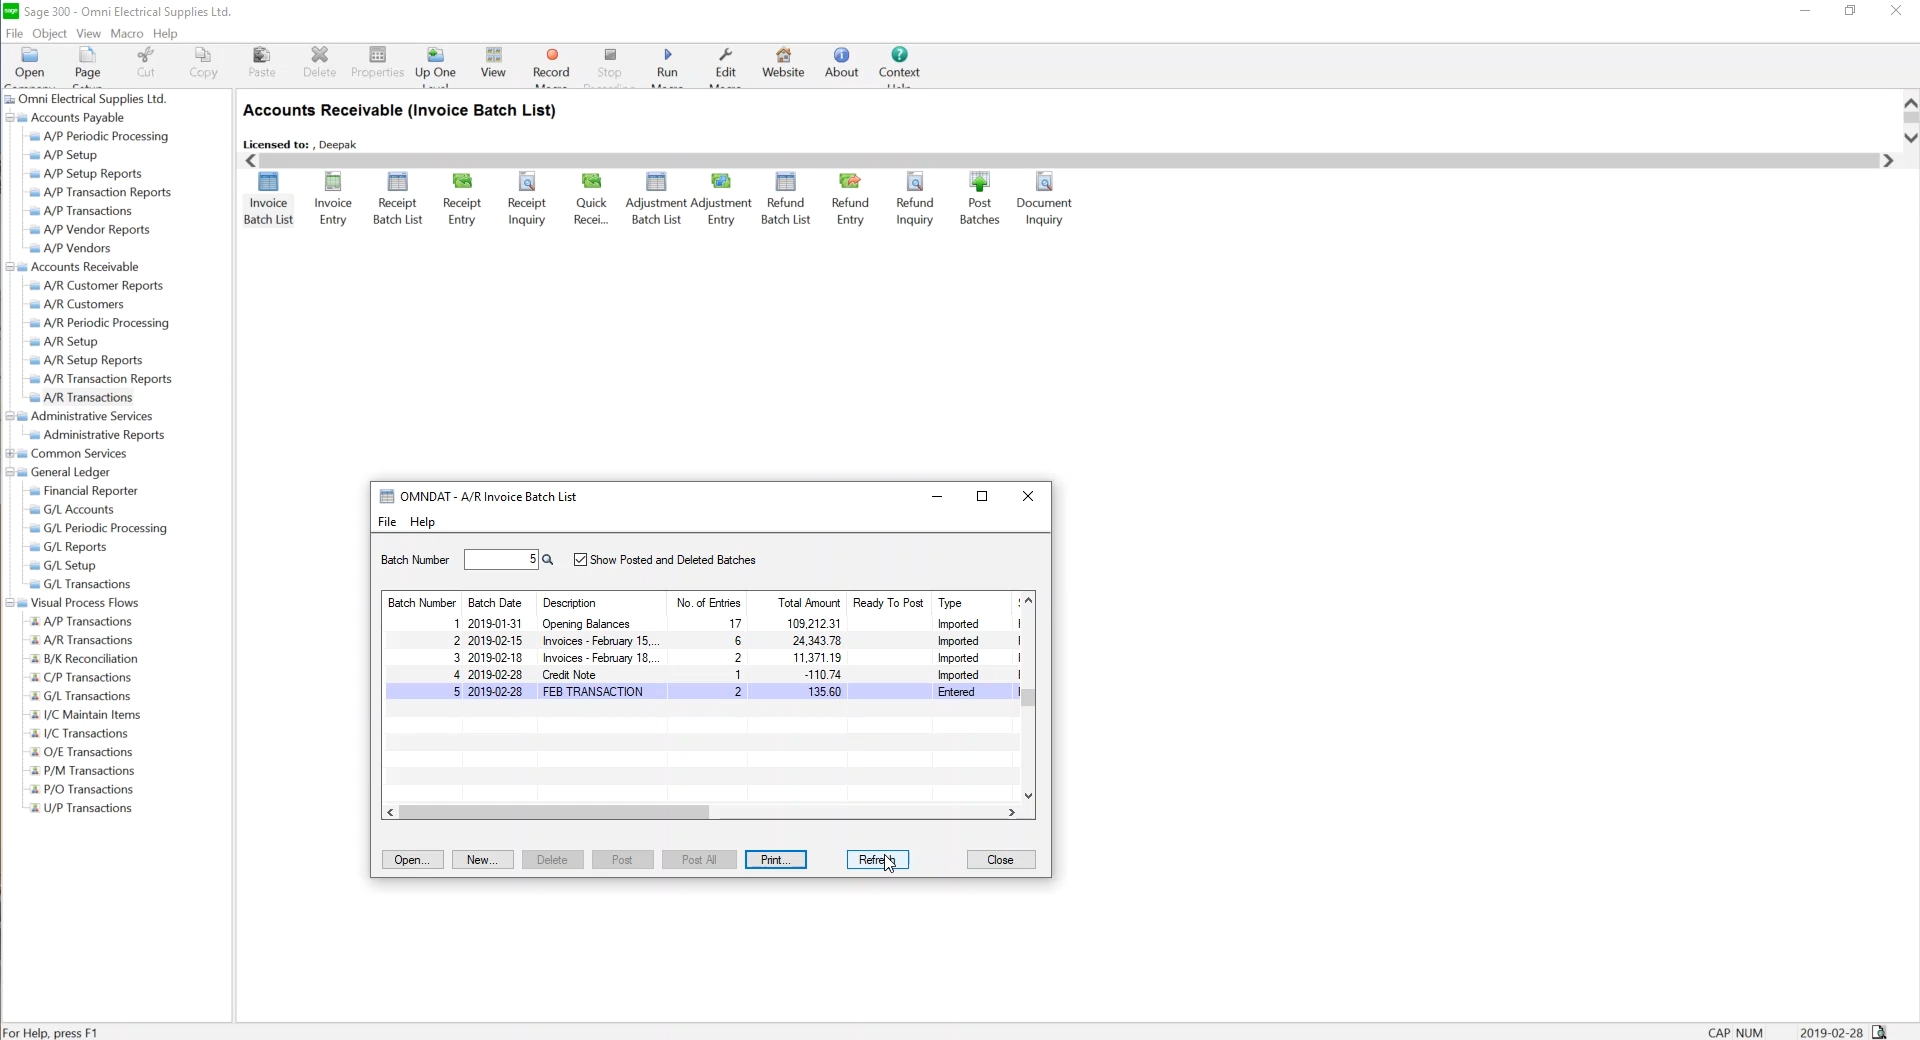 Sage 300 - Omni Electrical Supplies Ltd.
File Object View Macro Help
Open Page Cut Copy Paste Delete Properties Up One View Record Stop Run Edit Website About Context
Omni Electrical Supplies Ltd.
Accounts Payable
A/P Periodic Processing
A/P Setup
A/P Setup Reports
A/P Transaction Reports
A/P Transactions
A/P Vendor Reports
A/P Vendors
Accounts Receivable
A/R Customer Reports
A/R Customers
A/R Periodic Processing
A/R Setup
A/R Setup Reports
A/R Transaction Reports
A/R Transactions
Administrative Services
Administrative Reports
Common Services
General Ledger
Financial Reporter
G/L Accounts
G/L Periodic Processing
G/L Reports
G/L Setup
G/L Transactions
Visual Process Flows
A/P Transactions
A/R Transactions
B/K Reconciliation
C/P Transactions
G/L Transactions
I/C Maintain Items
I/C Transactions
O/E Transactions
P/M Transactions
P/O Transactions
U/P Transactions
Accounts Receivable (Invoice Batch List)
Licensed to: , Deepak
Invoice Invoice Receipt Receipt Receipt Quick Adjustment Adjustment Refund Refund Refund Post Document
Batch List Entry Batch List Entry Inquiry Recei... Batch List Entry Batch List Entry Inquiry Batches Inquiry
OMNDAT - A/R Invoice Batch List
File Help
Batch Number 5 Show Posted and Deleted Batches
Batch Number Batch Date Description No. of Entries Total Amount Ready To Post Type
1 2019-01-31 Opening Balances 17 109,212.31 Imported
2 2019-02-15 Invoices - February 15,... 6 24,343.78 Imported
3 2019-02-18 Invoices - February 18,... 2 11,371.19 Imported
4 2019-02-28 Credit Note 1 -110.74 Imported
5 2019-02-28 FEB TRANSACTION 2 135.60 Entered
Open... New... Delete Post Post All Print... Refresh Close
For Help, press F1
CAP NUM 2019-02-28